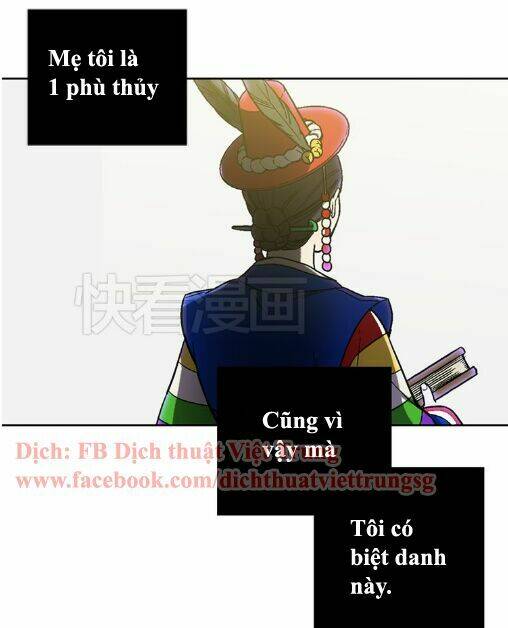 Mẹ tôi là
1 phù thủy
快看漫画
Cũng vì
vậy mà
Dịch: FB Dịch thuật Việt Trung
www.facebook.com/dichthuatviettrungsg
Tôi có
biệt danh
này.